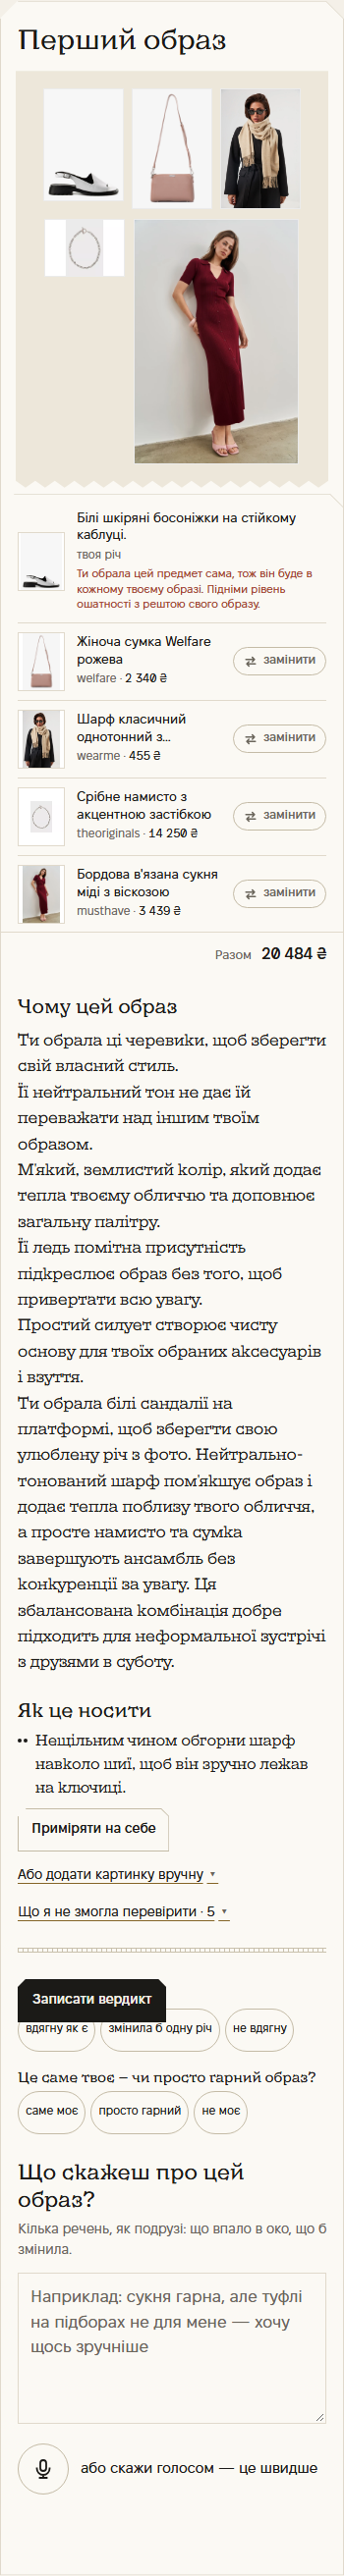 Перший образ
Білі шкіряні босоніжки на стійкому
каблуці.
твоя річ
Ти обрала цей предмет сама, тож він буде в
кожному твоєму образі. Підніми рівень
ошатності з рештою свого образу.
Жіноча сумка Welfare
рожева
welfare · 2 340 ₴
замінити
Шарф класичний
однотонний з...
wearme · 455 ₴
замінити
Срібне намисто з
акцентною застібкою
theoriginals · 14 250 ₴
замінити
Бордова в'язана сукня
міді з віскозою
musthave · 3 439 ₴
замінити
Разом 20 484 ₴
Чому цей образ
Ти обрала ці черевики, щоб зберегти
свій власний стиль.
Її нейтральний тон не дає їй
переважати над іншим твоїм
образом.
М'який, землистий колір, який додає
тепла твоєму обличчю та доповнює
загальну палітру.
Її ледь помітна присутність
підкреслює образ без того, щоб
привертати всю увагу.
Простий силует створює чисту
основу для твоїх обраних аксесуарів
і взуття.
Ти обрала білі сандалії на
платформі, щоб зберегти свою
улюблену річ з фото. Нейтрально-
тонований шарф пом'якшує образ і
додає тепла поблизу твого обличчя,
а просте намисто та сумка
завершують ансамбль без
конкуренції за увагу. Ця
збалансована комбінація добре
підходить для неформальної зустрічі
з друзями в суботу.
Як це носити
Нещільним чином обгорни шарф
навколо шиї, щоб він зручно лежав
на ключиці.
Приміряти на себе
Або додати картинку вручну
Що я не змогла перевірити · 5
Записати вердикт
вдягну як є
змінила б одну річ
не вдягну
Це саме твоє — чи просто гарний образ?
саме моє
просто гарний
не моє
Що скажеш про цей
образ?
Кілька речень, як подрузі: що впало в око, що б
змінила.
Наприклад: сукня гарна, але туфлі
на підборах не для мене — хочу
щось зручніше
або скажи голосом — це швидше